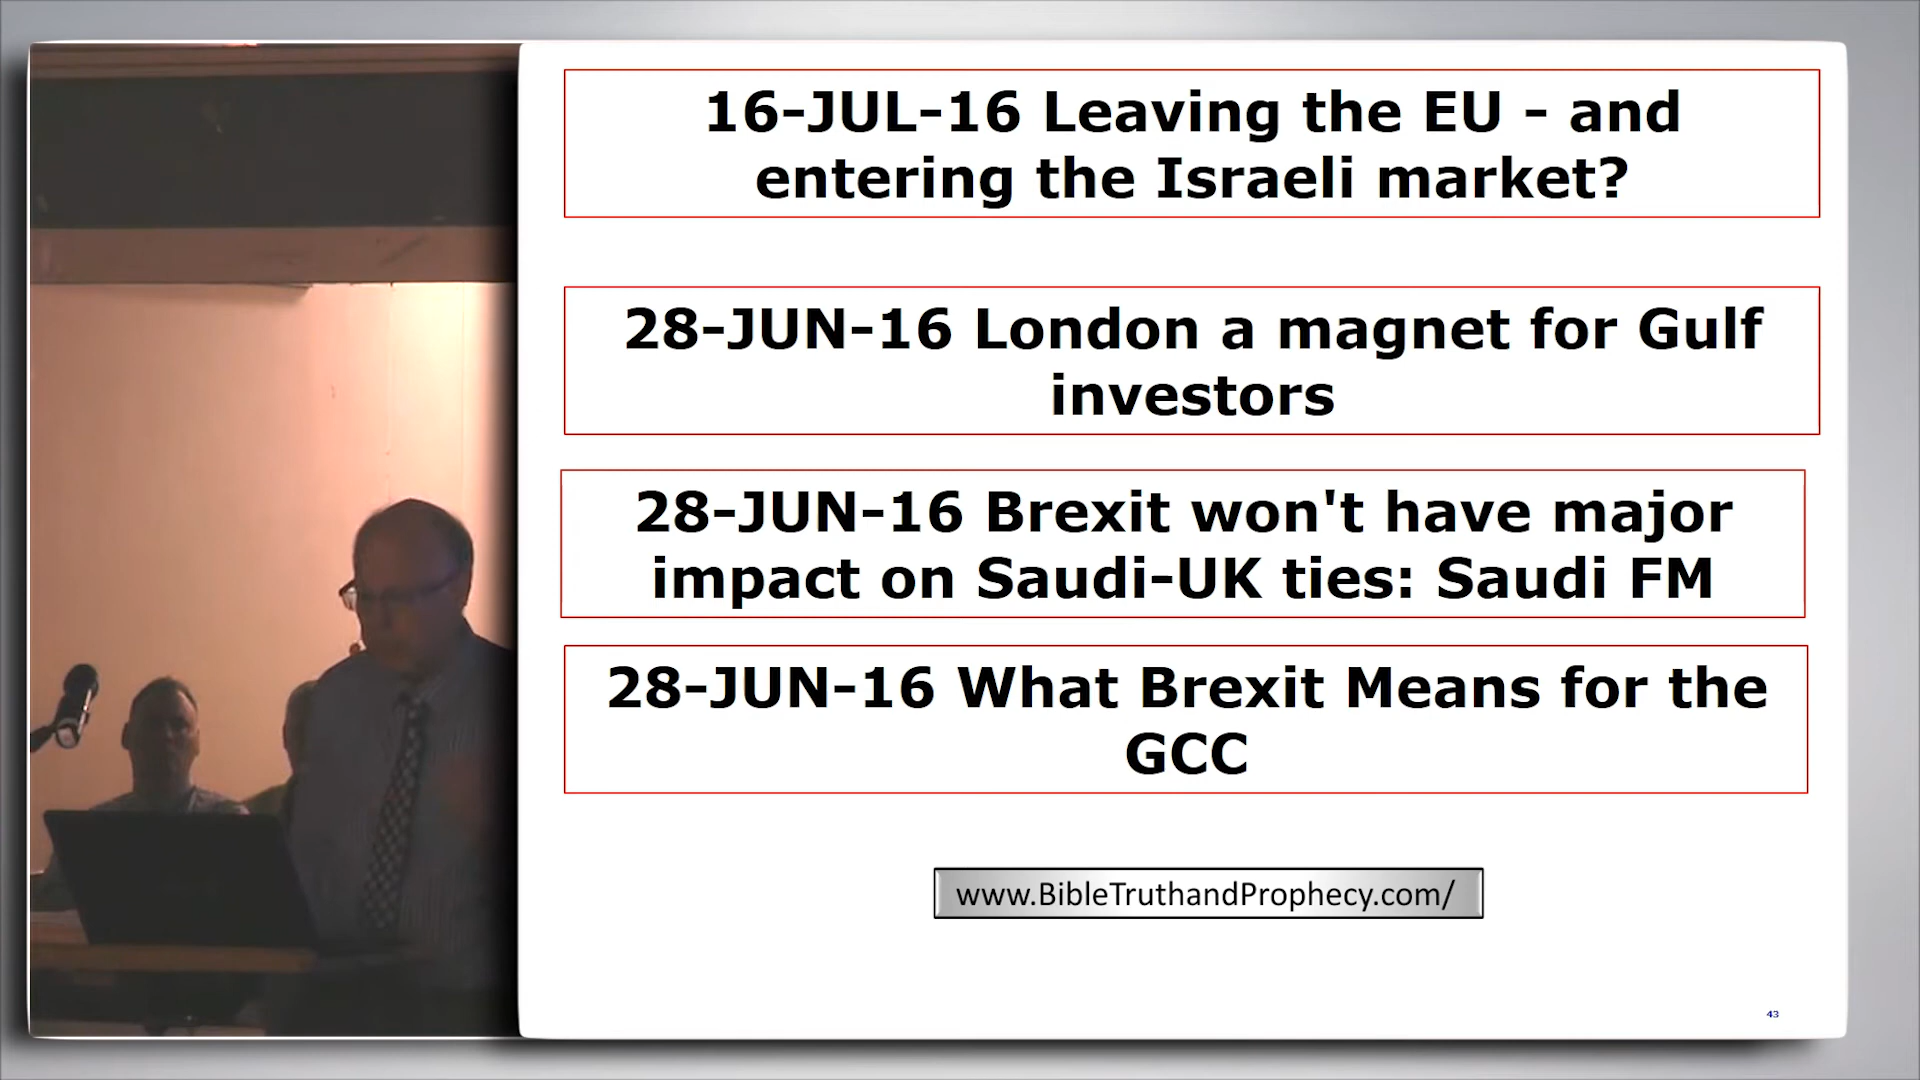 16-JUL-16 Leaving the EU - and
entering the Israeli market?
28-JUN-16 London a magnet for Gulf
investors
28-JUN-16 Brexit won't have major
impact on Saudi-UK ties: Saudi FM
28-JUN-16 What Brexit Means for the
GCC
www.BibleTruthandProphecy.com/
43